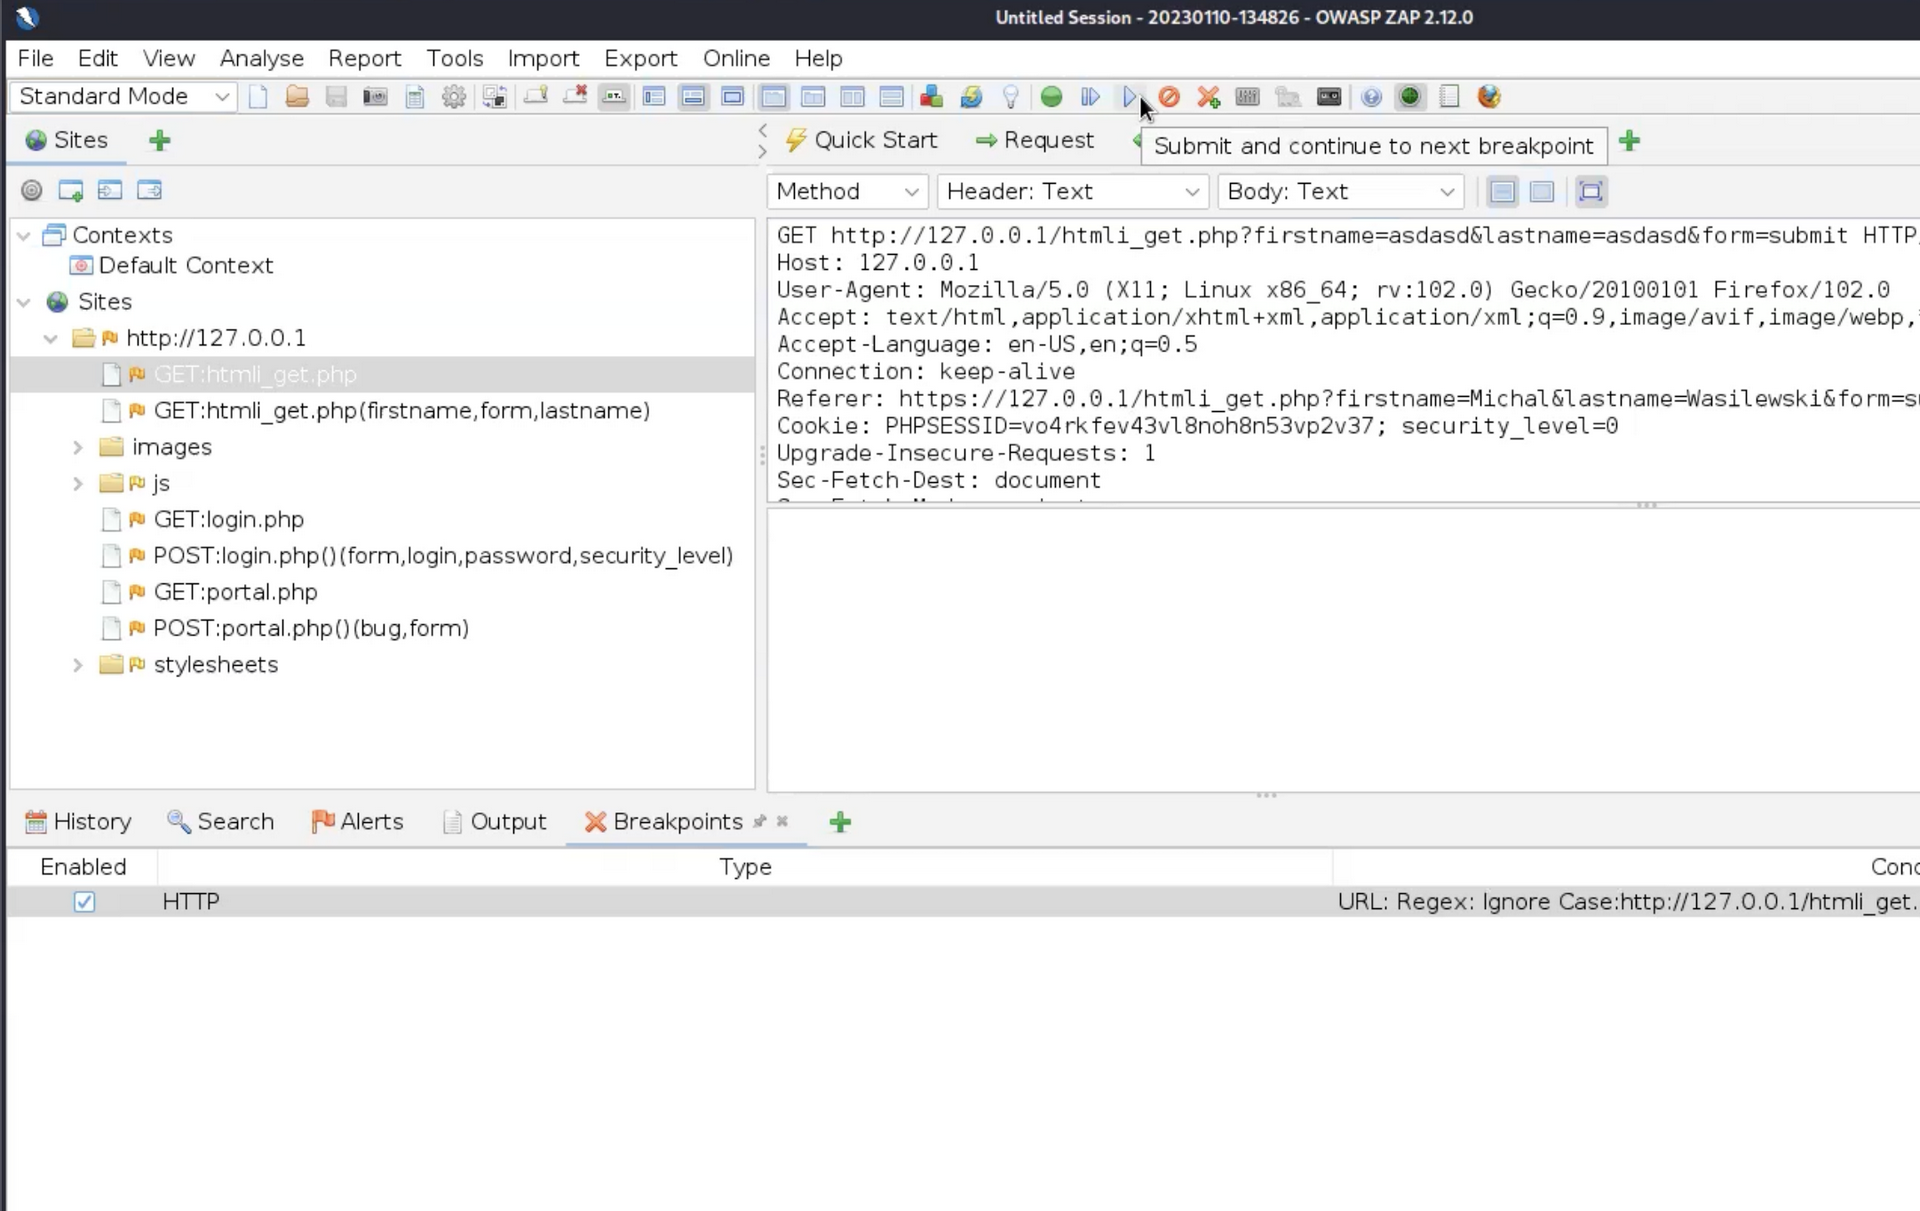 Untitled Session - 20230110-134826 - OWASP ZAP 2.12.0
File Edit View Analyse Report Tools Import Export Online Help
Standard Mode
Sites
Quick Start
Request
Submit and continue to next breakpoint
Method
Header: Text
Body: Text
Contexts
Default Context
Sites
http://127.0.0.1
GET:htmli_get.php
GET:htmli_get.php(firstname,form,lastname)
images
js
GET:login.php
POST:login.php()(form,login,password,security_level)
GET:portal.php
POST:portal.php()(bug,form)
stylesheets
GET http://127.0.0.1/htmli_get.php?firstname=asdasd&lastname=asdasd&form=submit HTTP
Host: 127.0.0.1
User-Agent: Mozilla/5.0 (X11; Linux x86_64; rv:102.0) Gecko/20100101 Firefox/102.0
Accept: text/html,application/xhtml+xml,application/xml;q=0.9,image/avif,image/webp,
Accept-Language: en-US,en;q=0.5
Connection: keep-alive
Referer: https://127.0.0.1/htmli_get.php?firstname=Michal&lastname=Wasilewski&form=s
Cookie: PHPSESSID=vo4rkfev43vl8noh8n53vp2v37; security_level=0
Upgrade-Insecure-Requests: 1
Sec-Fetch-Dest: document
History Search Alerts Output Breakpoints
Enabled Type Conc
HTTP URL: Regex: Ignore Case:http://127.0.0.1/htmli_get.